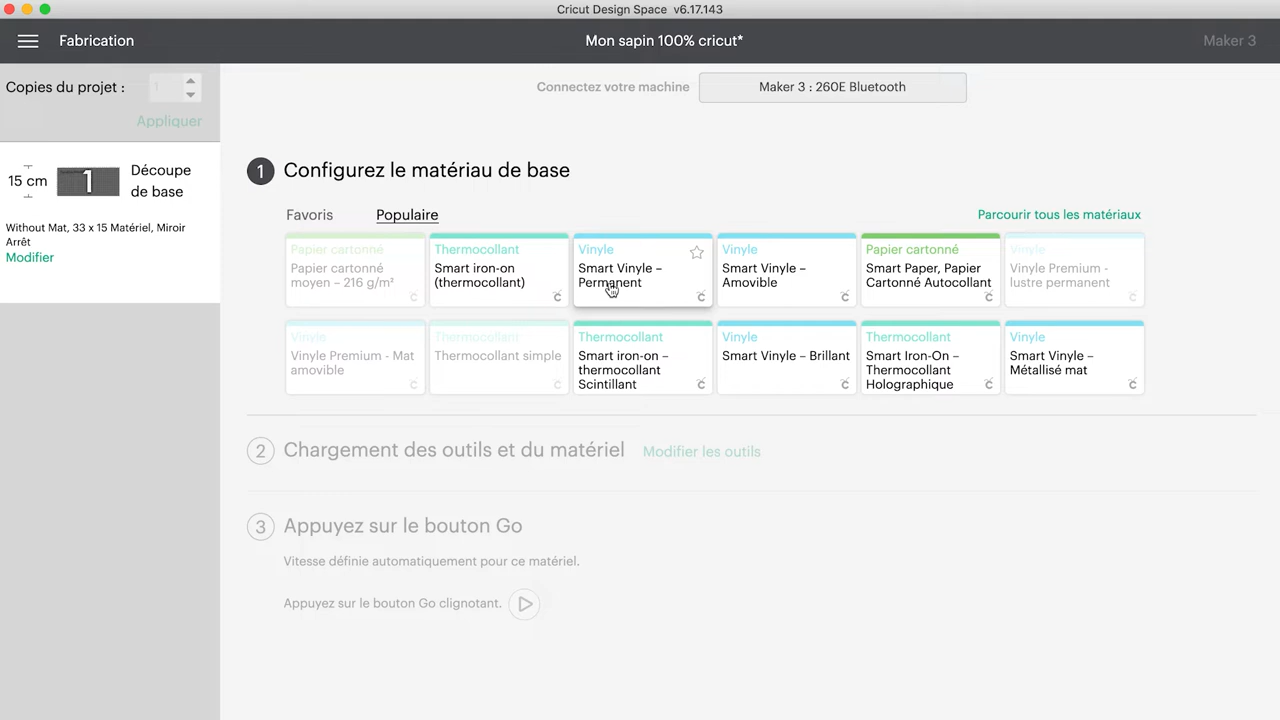 Cricut Design Space v6.17.143
Fabrication
Mon sapin 100% cricut*
Maker 3
Copies du projet :
1
Appliquer
Connectez votre machine
Maker 3 : 260E Bluetooth
15 cm
1
Découpe
de base
Without Mat, 33 x 15 Matériel, Miroir
Arrêt
Modifier
1 Configurez le matériau de base
Favoris
Populaire
Parcourir tous les matériaux
Papier cartonné
Papier cartonné
moyen – 216 g/m²
Thermocollant
Smart iron-on
(thermocollant)
Vinyle
Smart Vinyle –
Permanent
Vinyle
Smart Vinyle –
Amovible
Papier cartonné
Smart Paper, Papier
Cartonné Autocollant
Vinyle
Vinyle Premium -
lustre permanent
Vinyle
Vinyle Premium - Mat
amovible
Thermocollant
Thermocollant simple
Thermocollant
Smart iron-on –
thermocollant
Scintillant
Vinyle
Smart Vinyle – Brillant
Thermocollant
Smart Iron-On –
Thermocollant
Holographique
Vinyle
Smart Vinyle –
Métallisé mat
2 Chargement des outils et du matériel
Modifier les outils
3 Appuyez sur le bouton Go
Vitesse définie automatiquement pour ce matériel.
Appuyez sur le bouton Go clignotant.